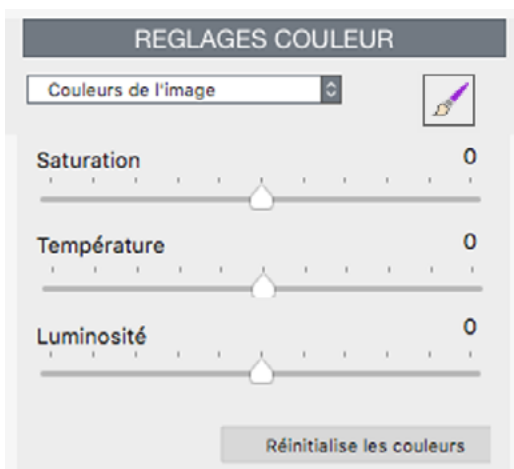 REGLAGES COULEUR
Couleurs de l'image
Saturation 0
Température 0
Luminosité 0
Réinitialise les couleurs